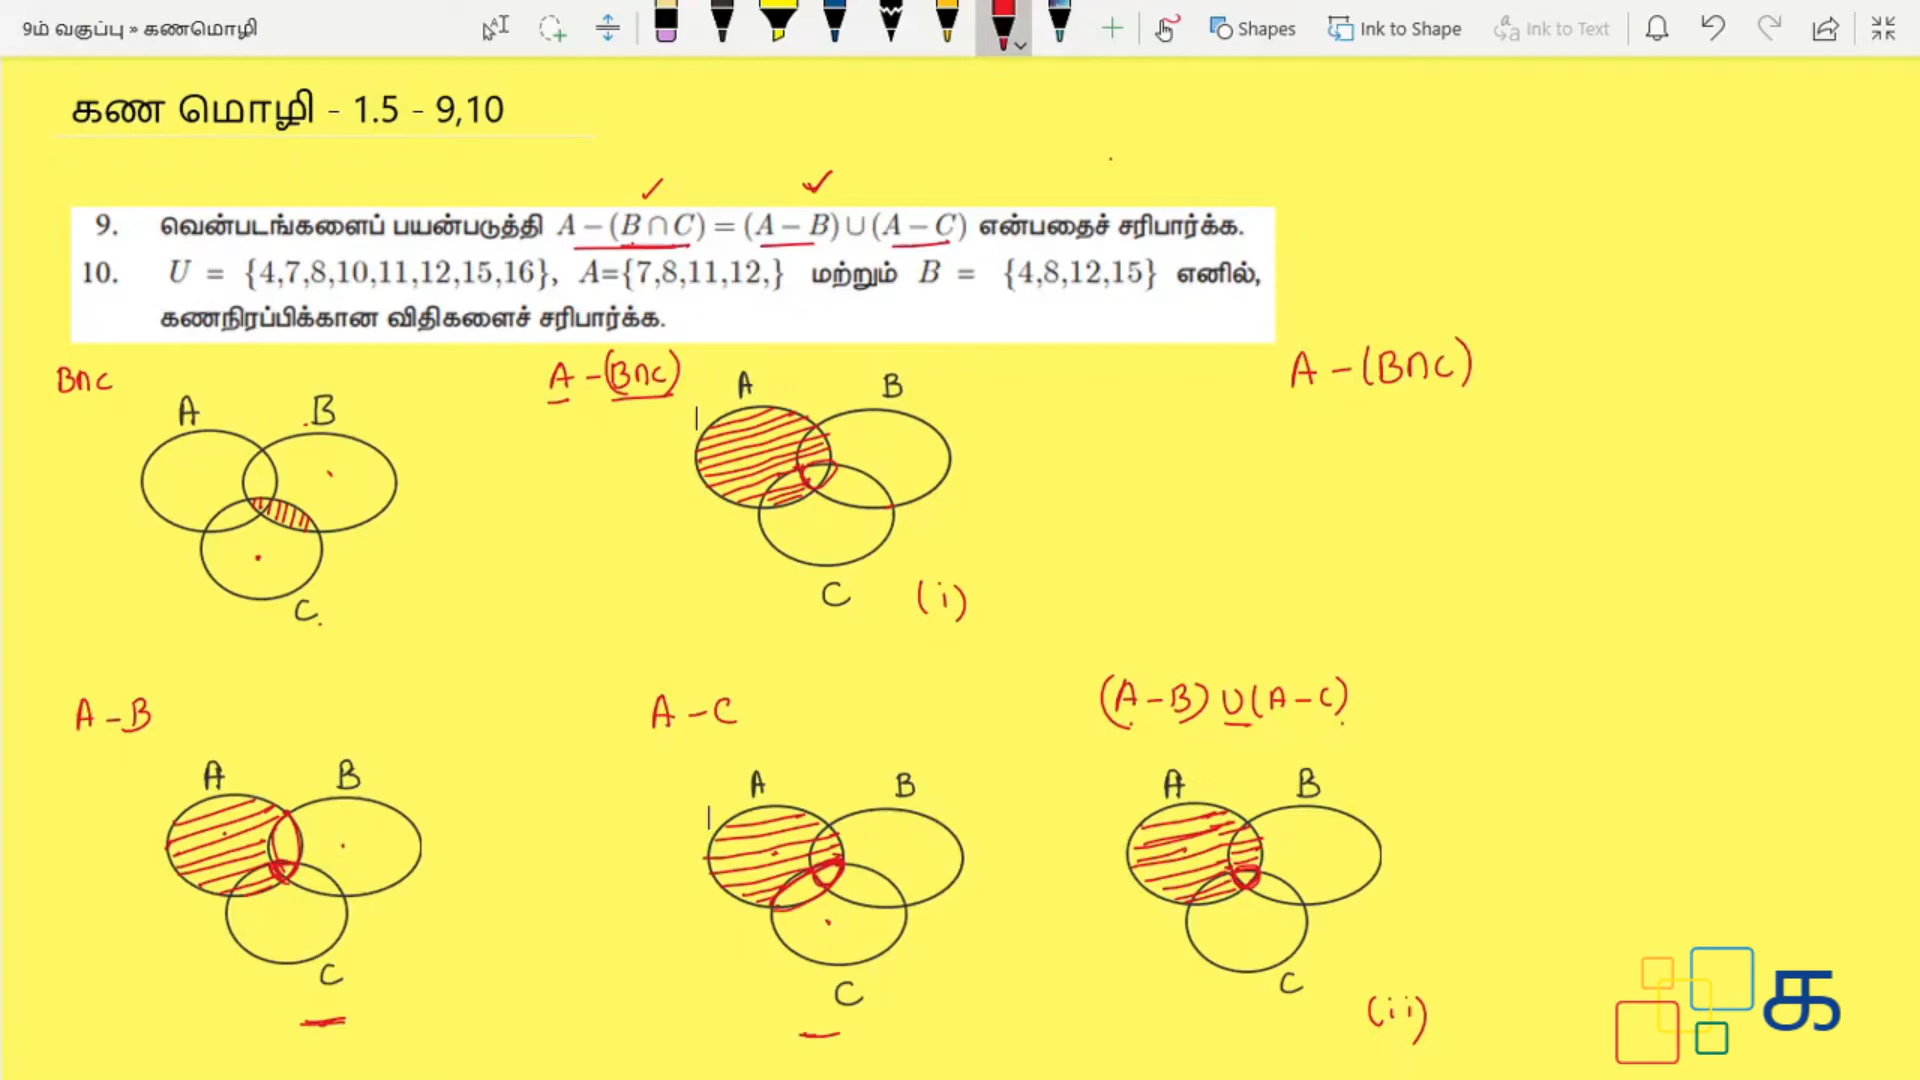 9ம் வகுப்பு » கணமொழி
Shapes
Ink to Shape
Ink to Text
கண மொழி - 1.5 - 9,10
9. வென்படங்களைப் பயன்படுத்தி A − (B ∩ C) = (A − B) ∪ (A − C) என்பதைச் சரிபார்க்க.
10. U = {4,7,8,10,11,12,15,16}, A={7,8,11,12,} மற்றும் B = {4,8,12,15} எனில்,
கணநிரப்பிக்கான விதிகளைச் சரிபார்க்க.
B∩C
A B
C
A - (B∩C)
A B
C
(i)
A - (B∩C)
A - B
A B
C
A - C
A B
C
(A - B) ∪ (A - C)
A B
C
(ii)
க